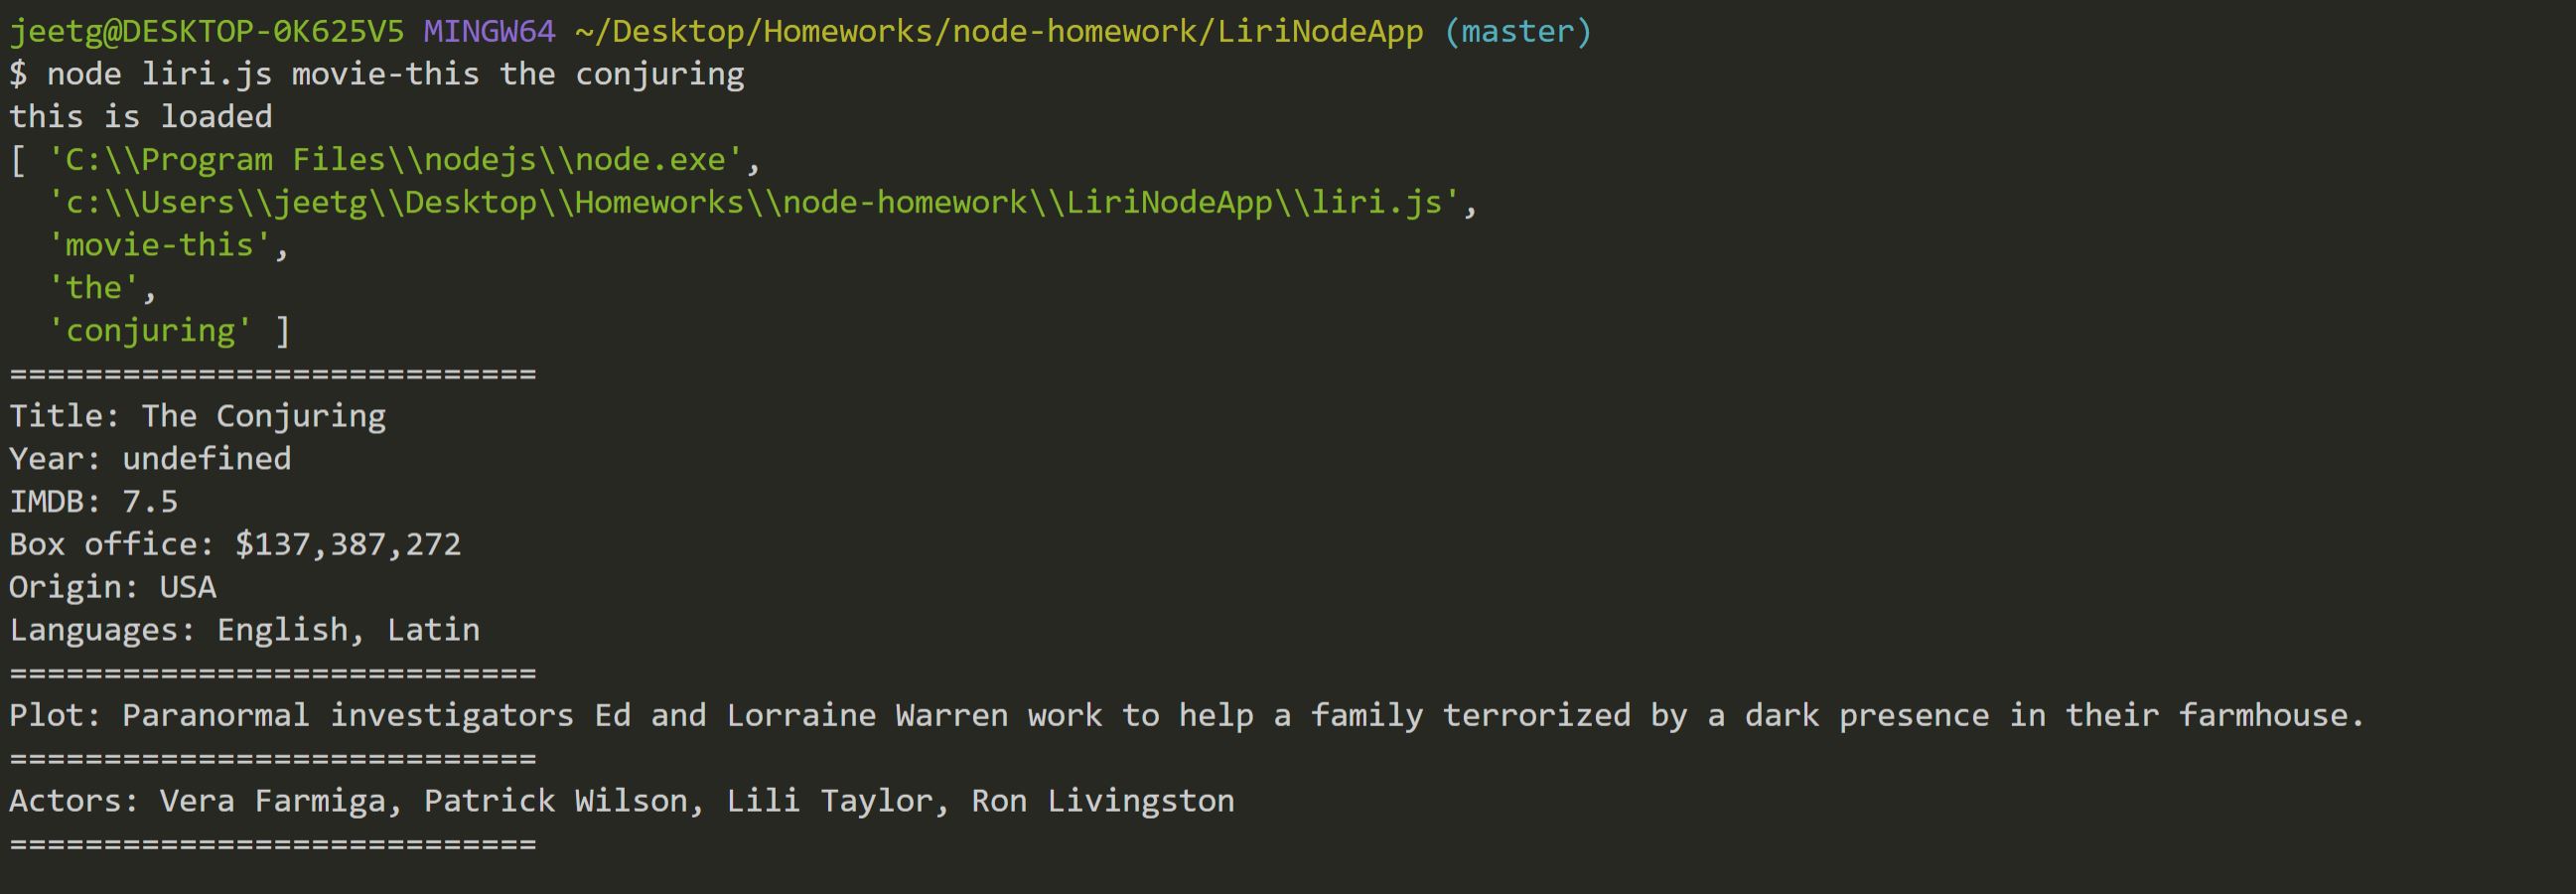 jeetg@DESKTOP-0K625V5 MINGW64 ~/Desktop/Homeworks/node-homework/LiriNodeApp (master)
$ node liri.js movie-this the conjuring
this is loaded
[ 'C:\\Program Files\\nodejs\\node.exe',
  'c:\\Users\\jeetg\\Desktop\\Homeworks\\node-homework\\LiriNodeApp\\liri.js',
  'movie-this',
  'the',
  'conjuring' ]
============================
Title: The Conjuring
Year: undefined
IMDB: 7.5
Box office: $137,387,272
Origin: USA
Languages: English, Latin
============================
Plot: Paranormal investigators Ed and Lorraine Warren work to help a family terrorized by a dark presence in their farmhouse.
============================
Actors: Vera Farmiga, Patrick Wilson, Lili Taylor, Ron Livingston
============================